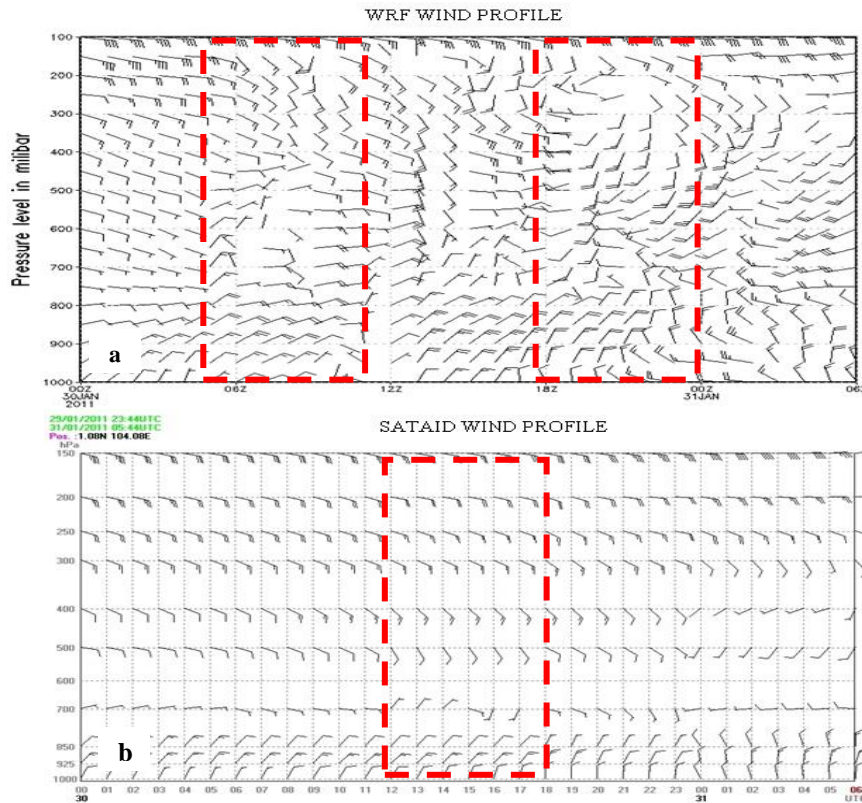 WRF WIND PROFILE
100
200
300
400
500
600
700
800
900
1000
Pressure level in milibar
a
00Z
30JAN
2011
06Z
12Z
18Z
00Z
31JAN
06Z
29/01/2011 23:44UTC
31/01/2011 05:44UTC
Pos. :1.08N 104.08E
hPa
SATAID WIND PROFILE
150
200
250
300
400
500
600
700
850
925
1000
b
00 01 02 03 04 05 06 07 08 09 10 11 12 13 14 15 16 17 18 19 20 21 22 23 00 01 02 03 04 05 06
30 31 UTC